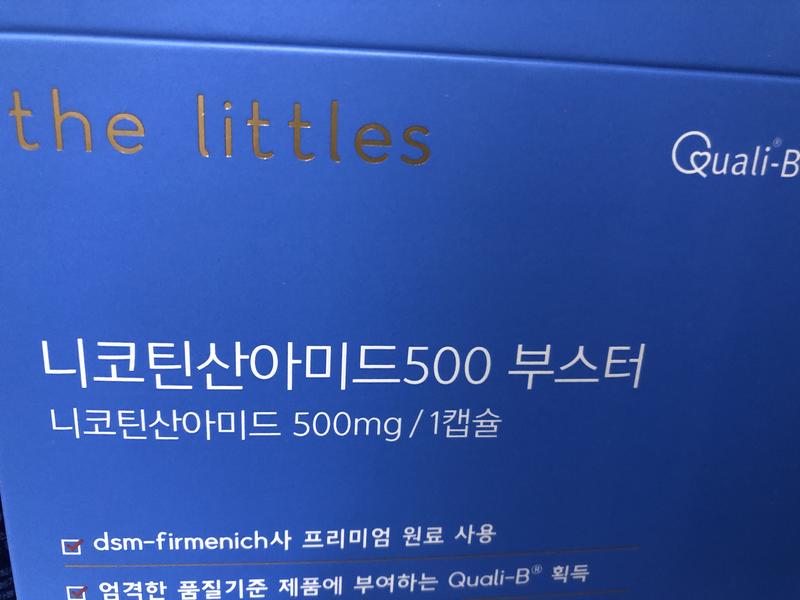 the littles
Quali-B®
니코틴산아미드500 부스터
니코틴산아미드 500mg / 1캡슐
dsm-firmenich사 프리미엄 원료 사용
엄격한 품질기준 제품에 부여하는 Quali-B® 획득